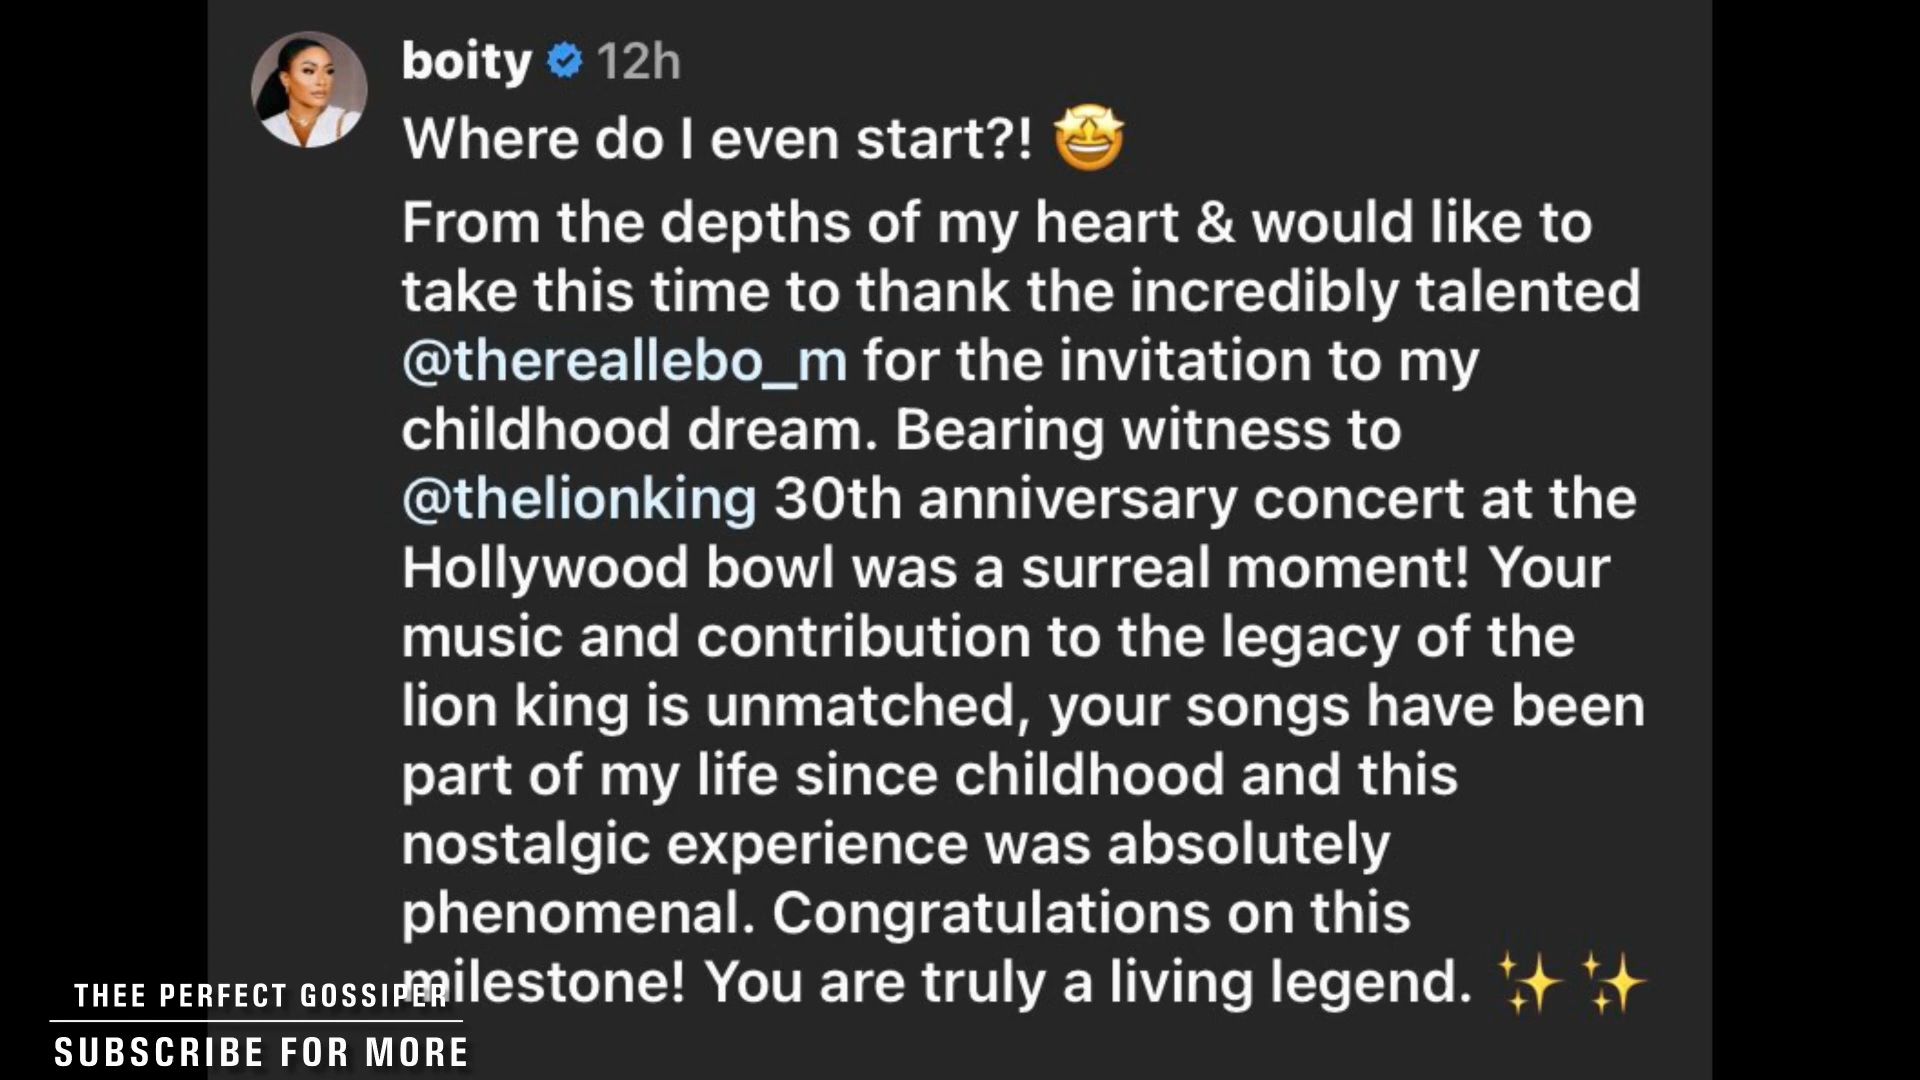 boity 12h
Where do I even start?! 🤩
From the depths of my heart & would like to
take this time to thank the incredibly talented
@thereallebo_m for the invitation to my
childhood dream. Bearing witness to
@thelionking 30th anniversary concert at the
Hollywood bowl was a surreal moment! Your
music and contribution to the legacy of the
lion king is unmatched, your songs have been
part of my life since childhood and this
nostalgic experience was absolutely
phenomenal. Congratulations on this
milestone! You are truly a living legend. ✨✨
THEE PERFECT GOSSIPER
SUBSCRIBE FOR MORE